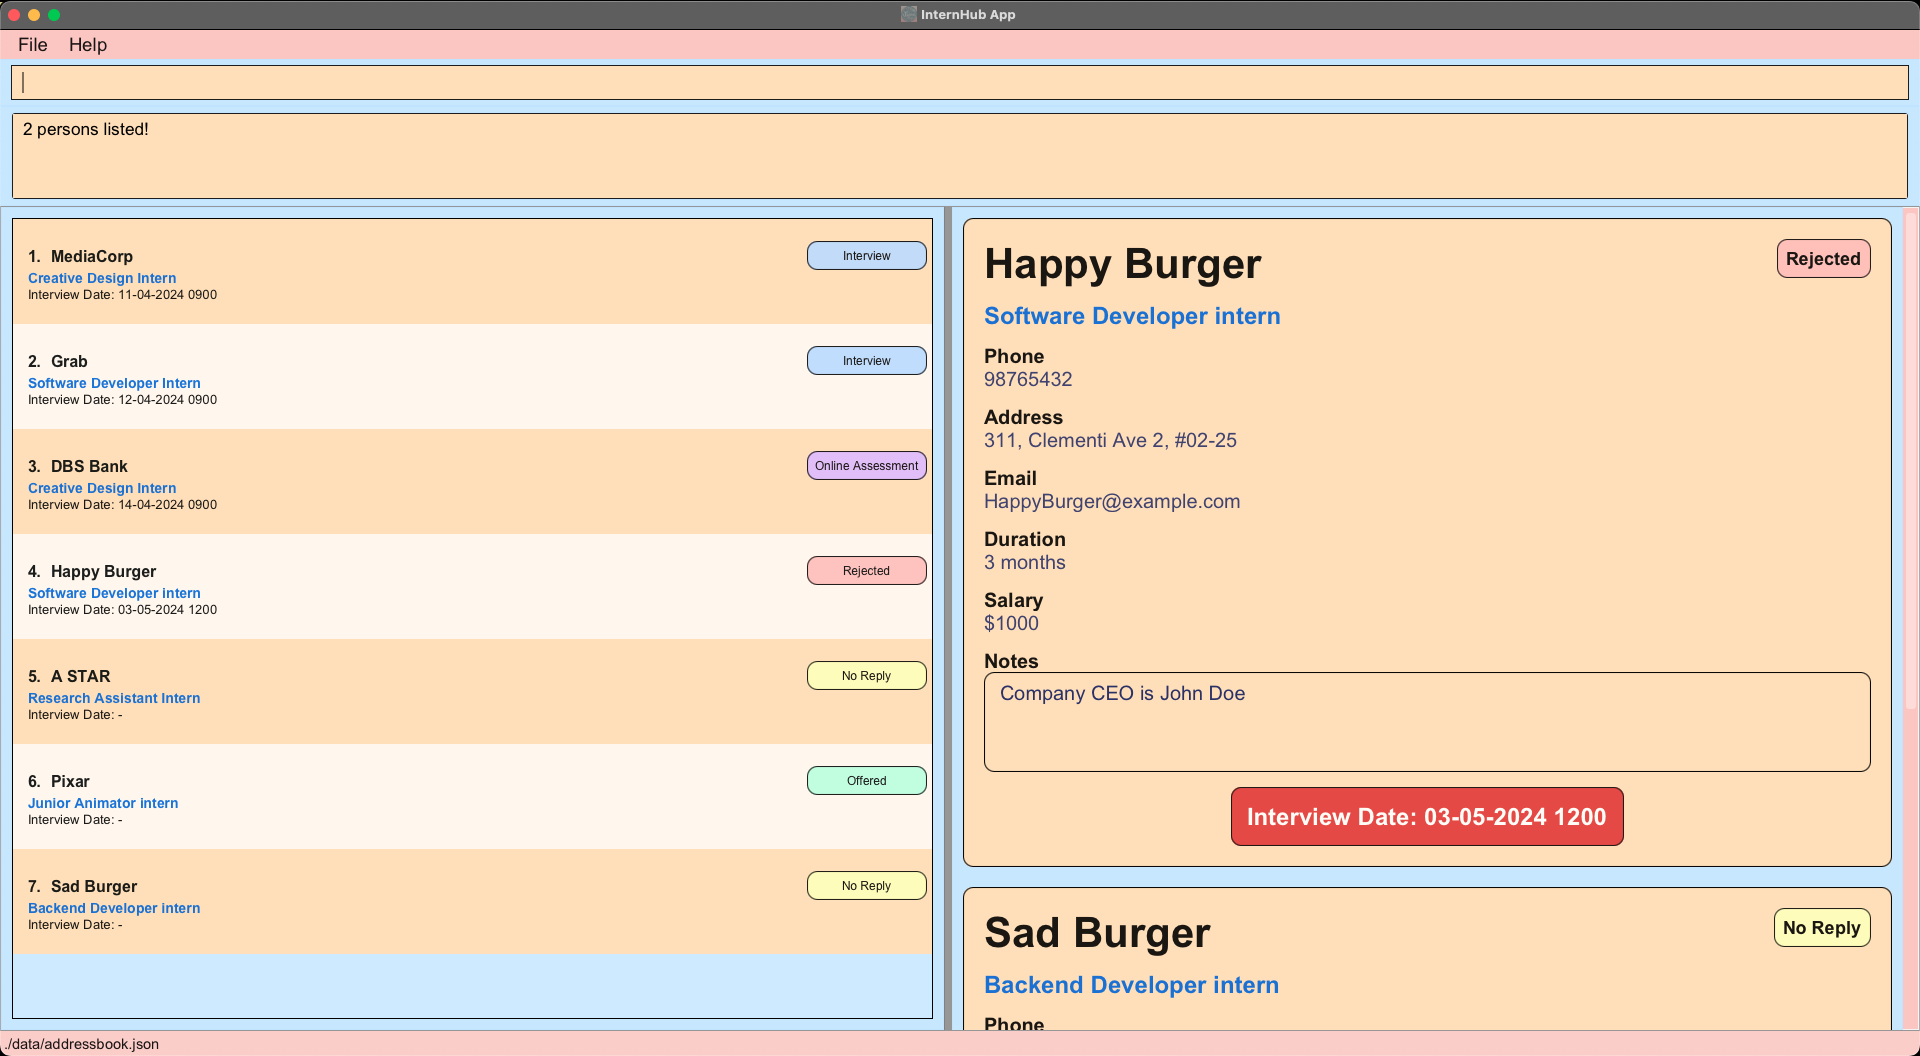 InternHub App
File Help
2 persons listed!
1. MediaCorp
Interview
Creative Design Intern
Interview Date: 11-04-2024 0900
2. Grab
Interview
Software Developer Intern
Interview Date: 12-04-2024 0900
3. DBS Bank
Online Assessment
Creative Design Intern
Interview Date: 14-04-2024 0900
4. Happy Burger
Rejected
Software Developer intern
Interview Date: 03-05-2024 1200
5. A STAR
No Reply
Research Assistant Intern
Interview Date: -
6. Pixar
Offered
Junior Animator intern
Interview Date: -
7. Sad Burger
No Reply
Backend Developer intern
Interview Date: -
Happy Burger
Rejected
Software Developer intern
Phone
98765432
Address
311, Clementi Ave 2, #02-25
Email
HappyBurger@example.com
Duration
3 months
Salary
$1000
Notes
Company CEO is John Doe
Interview Date: 03-05-2024 1200
Sad Burger
No Reply
Backend Developer intern
Phone
./data/addressbook.json